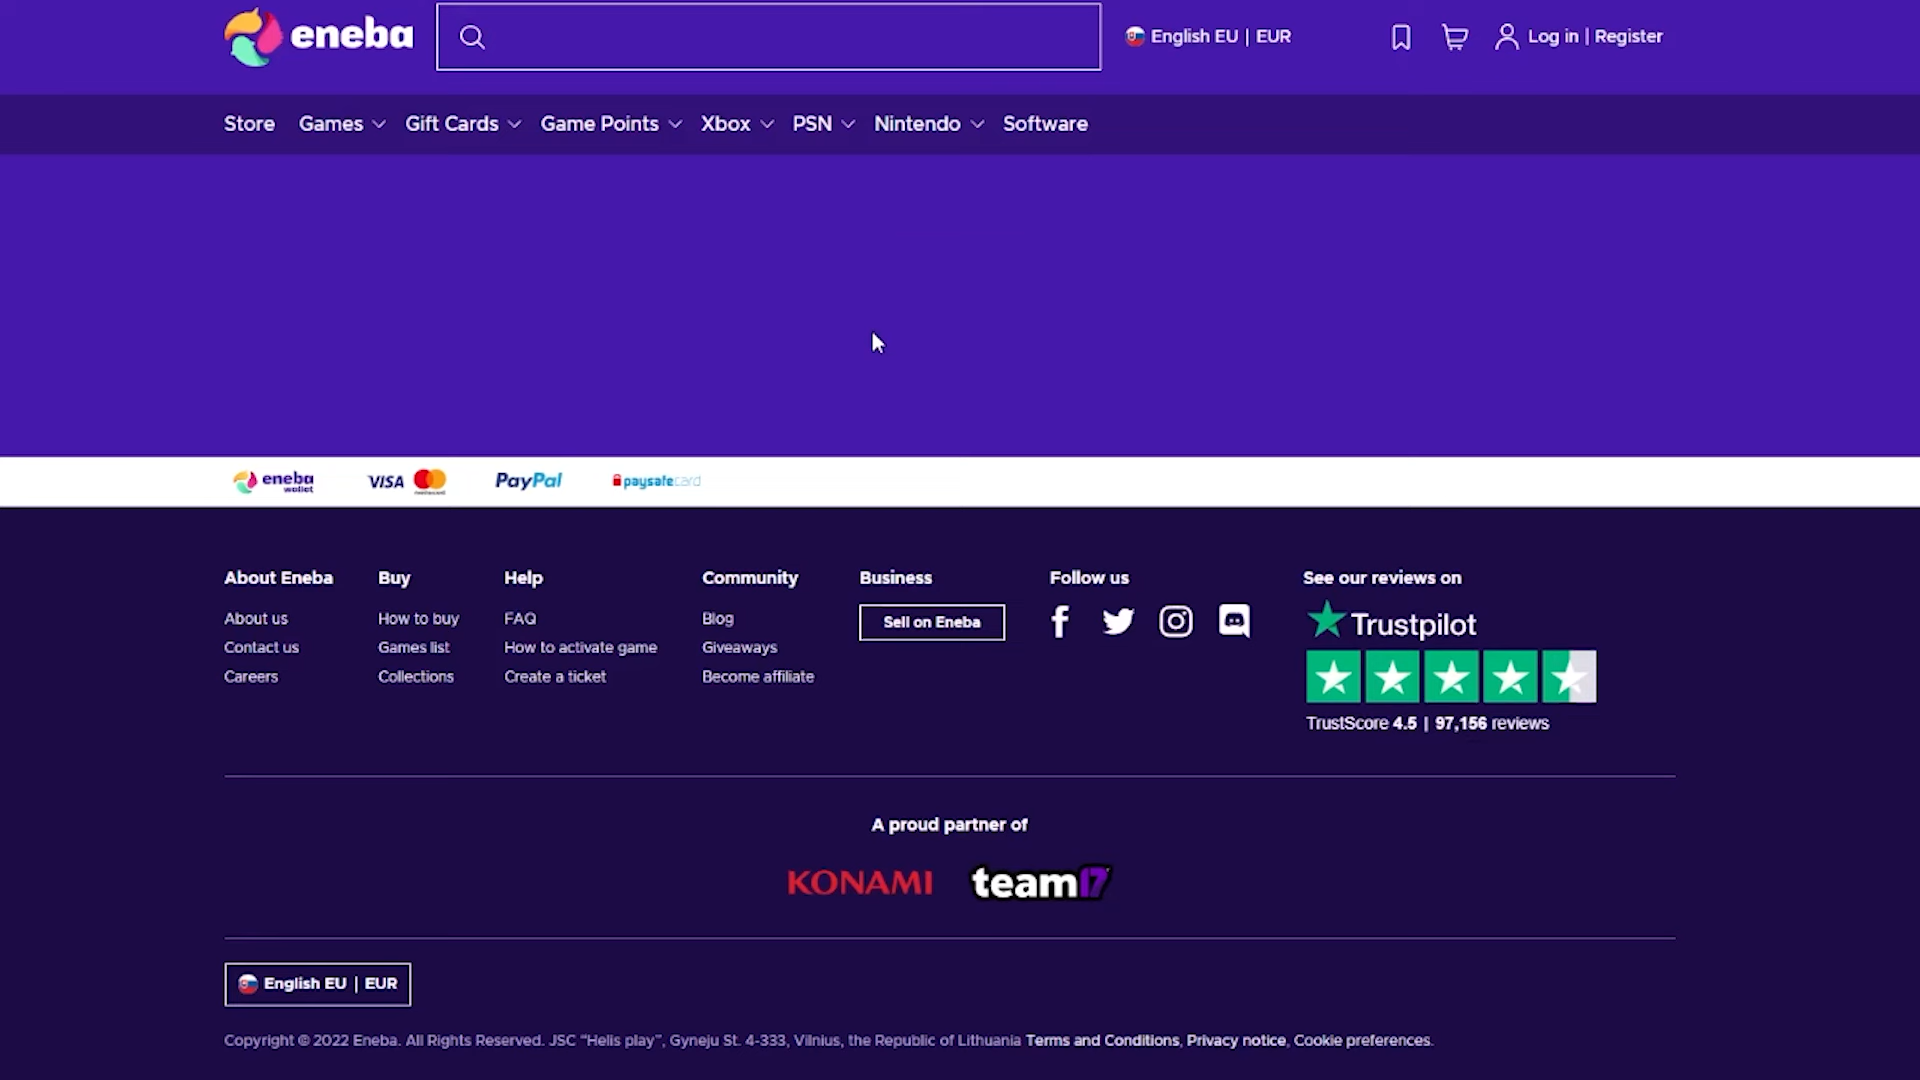 eneba
English EU | EUR
Log in | Register
Store Games Gift Cards Game Points Xbox PSN Nintendo Software
eneba wallet VISA mastercard PayPal paysafecard
About Eneba Buy Help Community Business Follow us See our reviews on
About us How to buy FAQ Blog Sell on Eneba Trustpilot
Contact us Games list How to activate game Giveaways
Careers Collections Create a ticket Become affiliate
TrustScore 4.5 | 97,156 reviews
A proud partner of
KONAMI team17
English EU | EUR
Copyright © 2022 Eneba. All Rights Reserved. JSC “Helis play”, Gyneju St. 4-333, Vilnius, the Republic of Lithuania Terms and Conditions, Privacy notice, Cookie preferences.